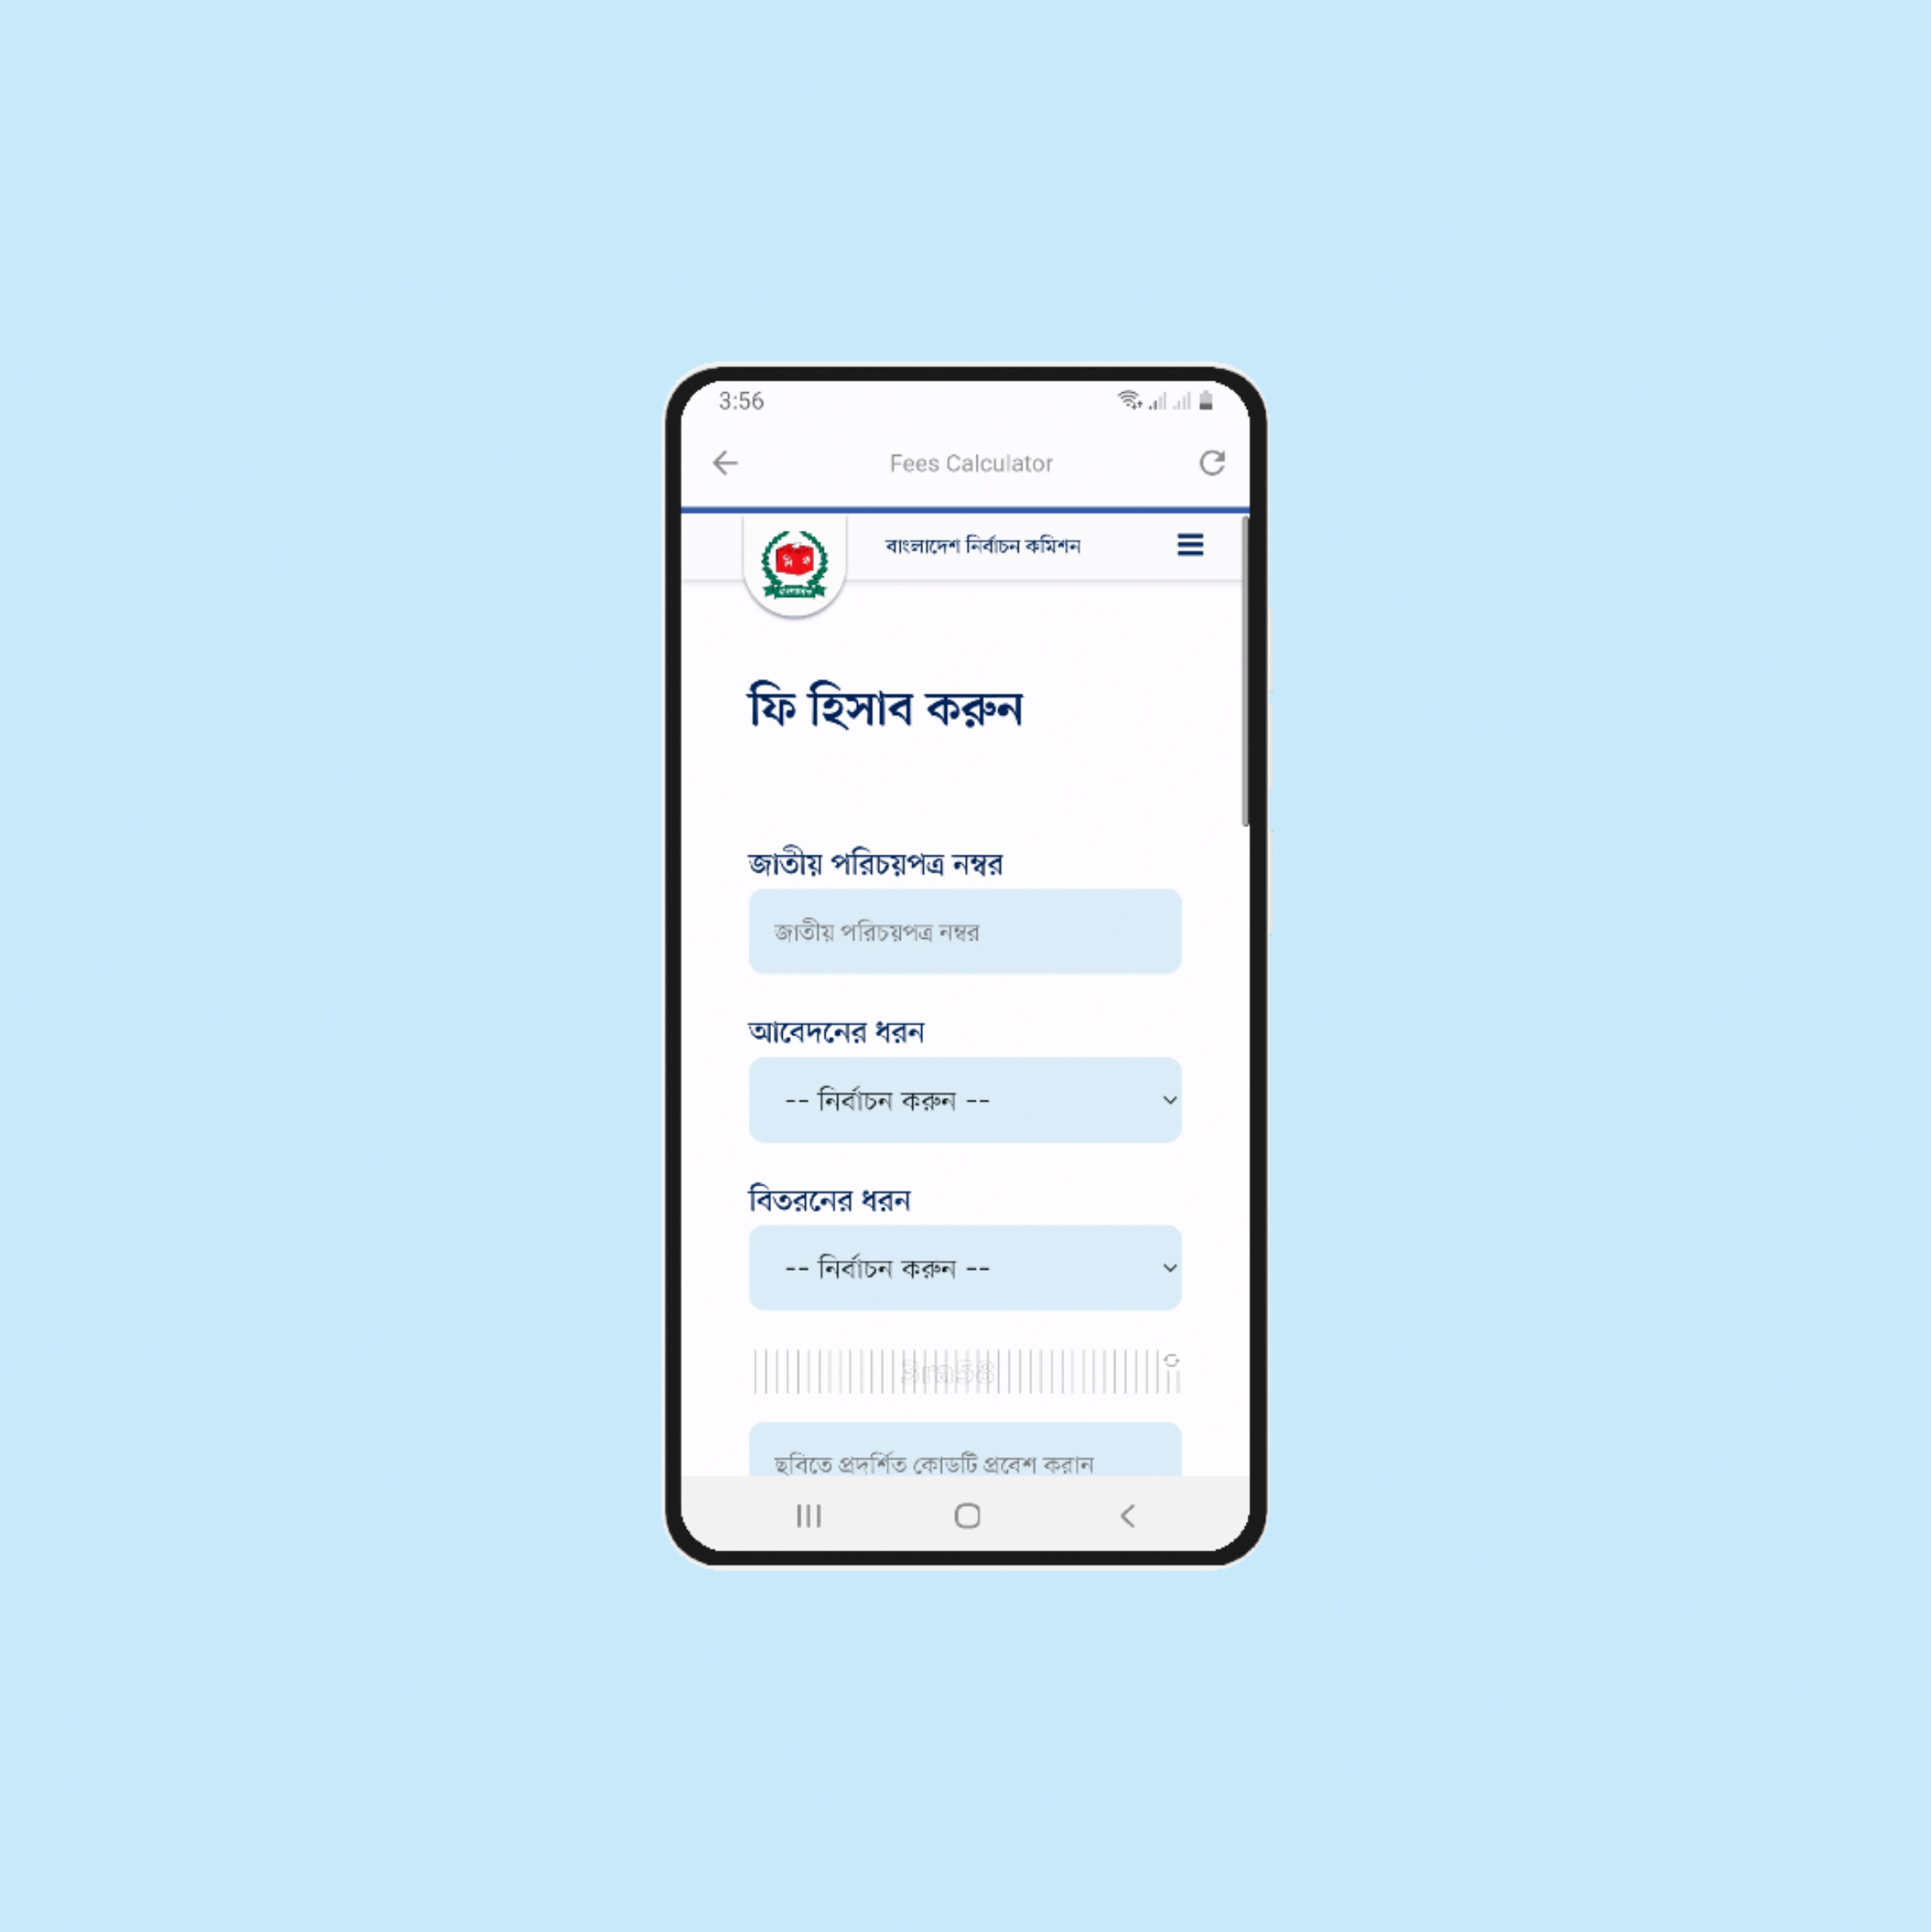 3:56
Fees Calculator
বাংলাদেশ নির্বাচন কমিশন
ফি হিসাব করুন
জাতীয় পরিচয়পত্র নম্বর
জাতীয় পরিচয়পত্র নম্বর
আবেদনের ধরন
-- নির্বাচন করুন --
বিতরনের ধরন
-- নির্বাচন করুন --
ছবিতে প্রদর্শিত কোডটি প্রবেশ করান